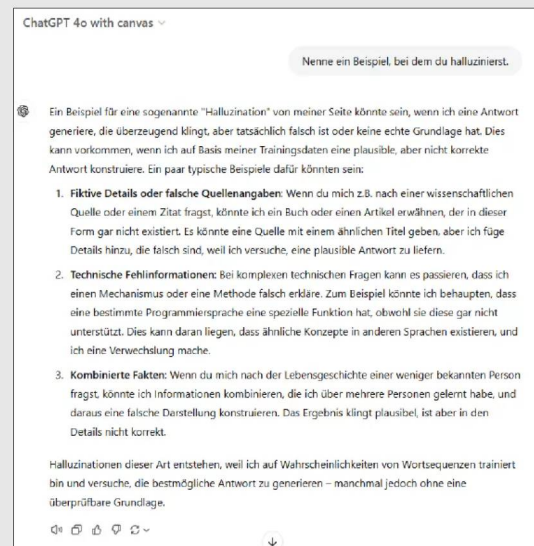 ChatGPT 4o with canvas
Nenne ein Beispiel, bei dem du halluzinierst.
Ein Beispiel für eine sogenannte "Halluzination" von meiner Seite könnte sein, wenn ich eine Antwort
generiere, die überzeugend klingt, aber tatsächlich falsch ist oder keine echte Grundlage hat. Dies
kann vorkommen, wenn ich auf Basis meiner Trainingsdaten eine plausible, aber nicht korrekte
Antwort konstruiere. Ein paar typische Beispiele dafür könnten sein:
1. Fiktive Details oder falsche Quellenangaben: Wenn du mich z.B. nach einer wissenschaftlichen
Quelle oder einem Zitat fragst, könnte ich ein Buch oder einen Artikel erwähnen, der in dieser
Form gar nicht existiert. Es könnte eine Quelle mit einem ähnlichen Titel geben, aber ich füge
Details hinzu, die falsch sind, weil ich versuche, eine plausible Antwort zu liefern.
2. Technische Fehlinformationen: Bei komplexen technischen Fragen kann es passieren, dass ich
einen Mechanismus oder eine Methode falsch erkläre. Zum Beispiel könnte ich behaupten, dass
eine bestimmte Programmiersprache eine spezielle Funktion hat, obwohl sie diese gar nicht
unterstützt. Dies kann daran liegen, dass ähnliche Konzepte in anderen Sprachen existieren, und
ich eine Verwechslung mache.
3. Kombinierte Fakten: Wenn du mich nach der Lebensgeschichte einer weniger bekannten Person
fragst, könnte ich Informationen kombinieren, die ich über mehrere Personen gelernt habe, und
daraus eine falsche Darstellung konstruieren. Das Ergebnis klingt plausibel, ist aber in den
Details nicht korrekt.
Halluzinationen dieser Art entstehen, weil ich auf Wahrscheinlichkeiten von Wortsequenzen trainiert
bin und versuche, die bestmögliche Antwort zu generieren – manchmal jedoch ohne eine
überprüfbare Grundlage.